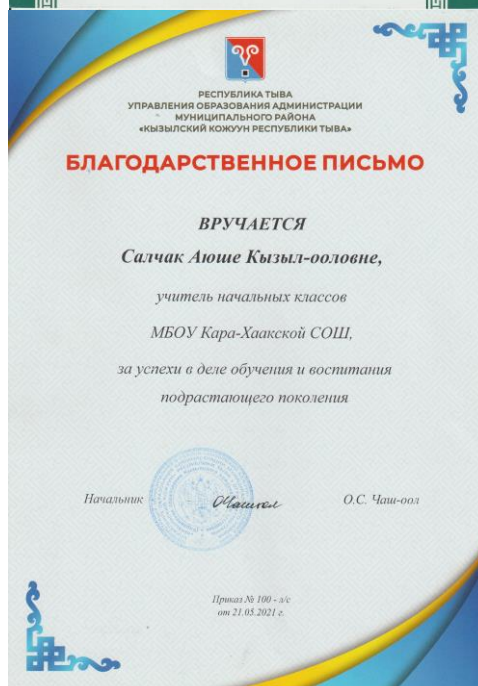 РЕСПУБЛИКА ТЫВА
УПРАВЛЕНИЯ ОБРАЗОВАНИЯ АДМИНИСТРАЦИИ
МУНИЦИПАЛЬНОГО РАЙОНА
«КЫЗЫЛСКИЙ КОЖУУН РЕСПУБЛИКИ ТЫВА»
БЛАГОДАРСТВЕННОЕ ПИСЬМО
ВРУЧАЕТСЯ
Салчак Аюше Кызыл-ооловне,
учитель начальных классов
МБОУ Кара-Хаакской СОШ,
за успехи в деле обучения и воспитания
подрастающего поколения
Начальник
О.С. Чаш-оол
Приказ № 100 - л/с
от 21.05.2021 г.